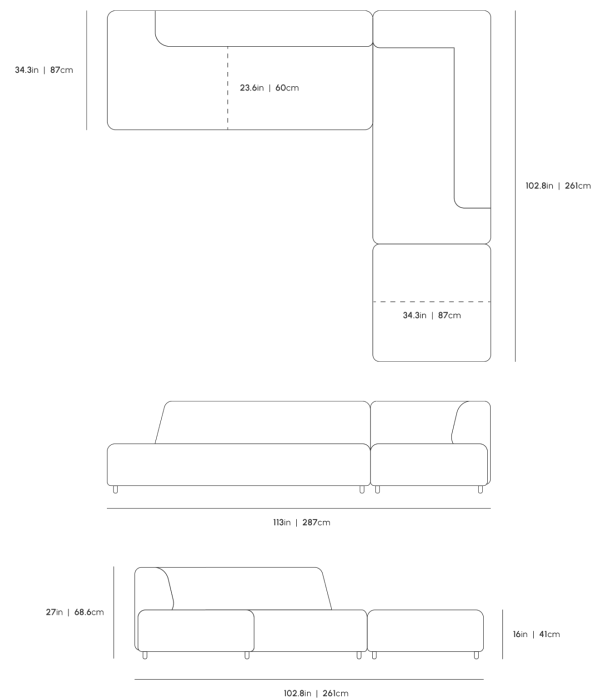 34.3in | 87cm
23.6in | 60cm
102.8in | 261cm
34.3in | 87cm
113in | 287cm
27in | 68.6cm
16in | 41cm
102.8in | 261cm